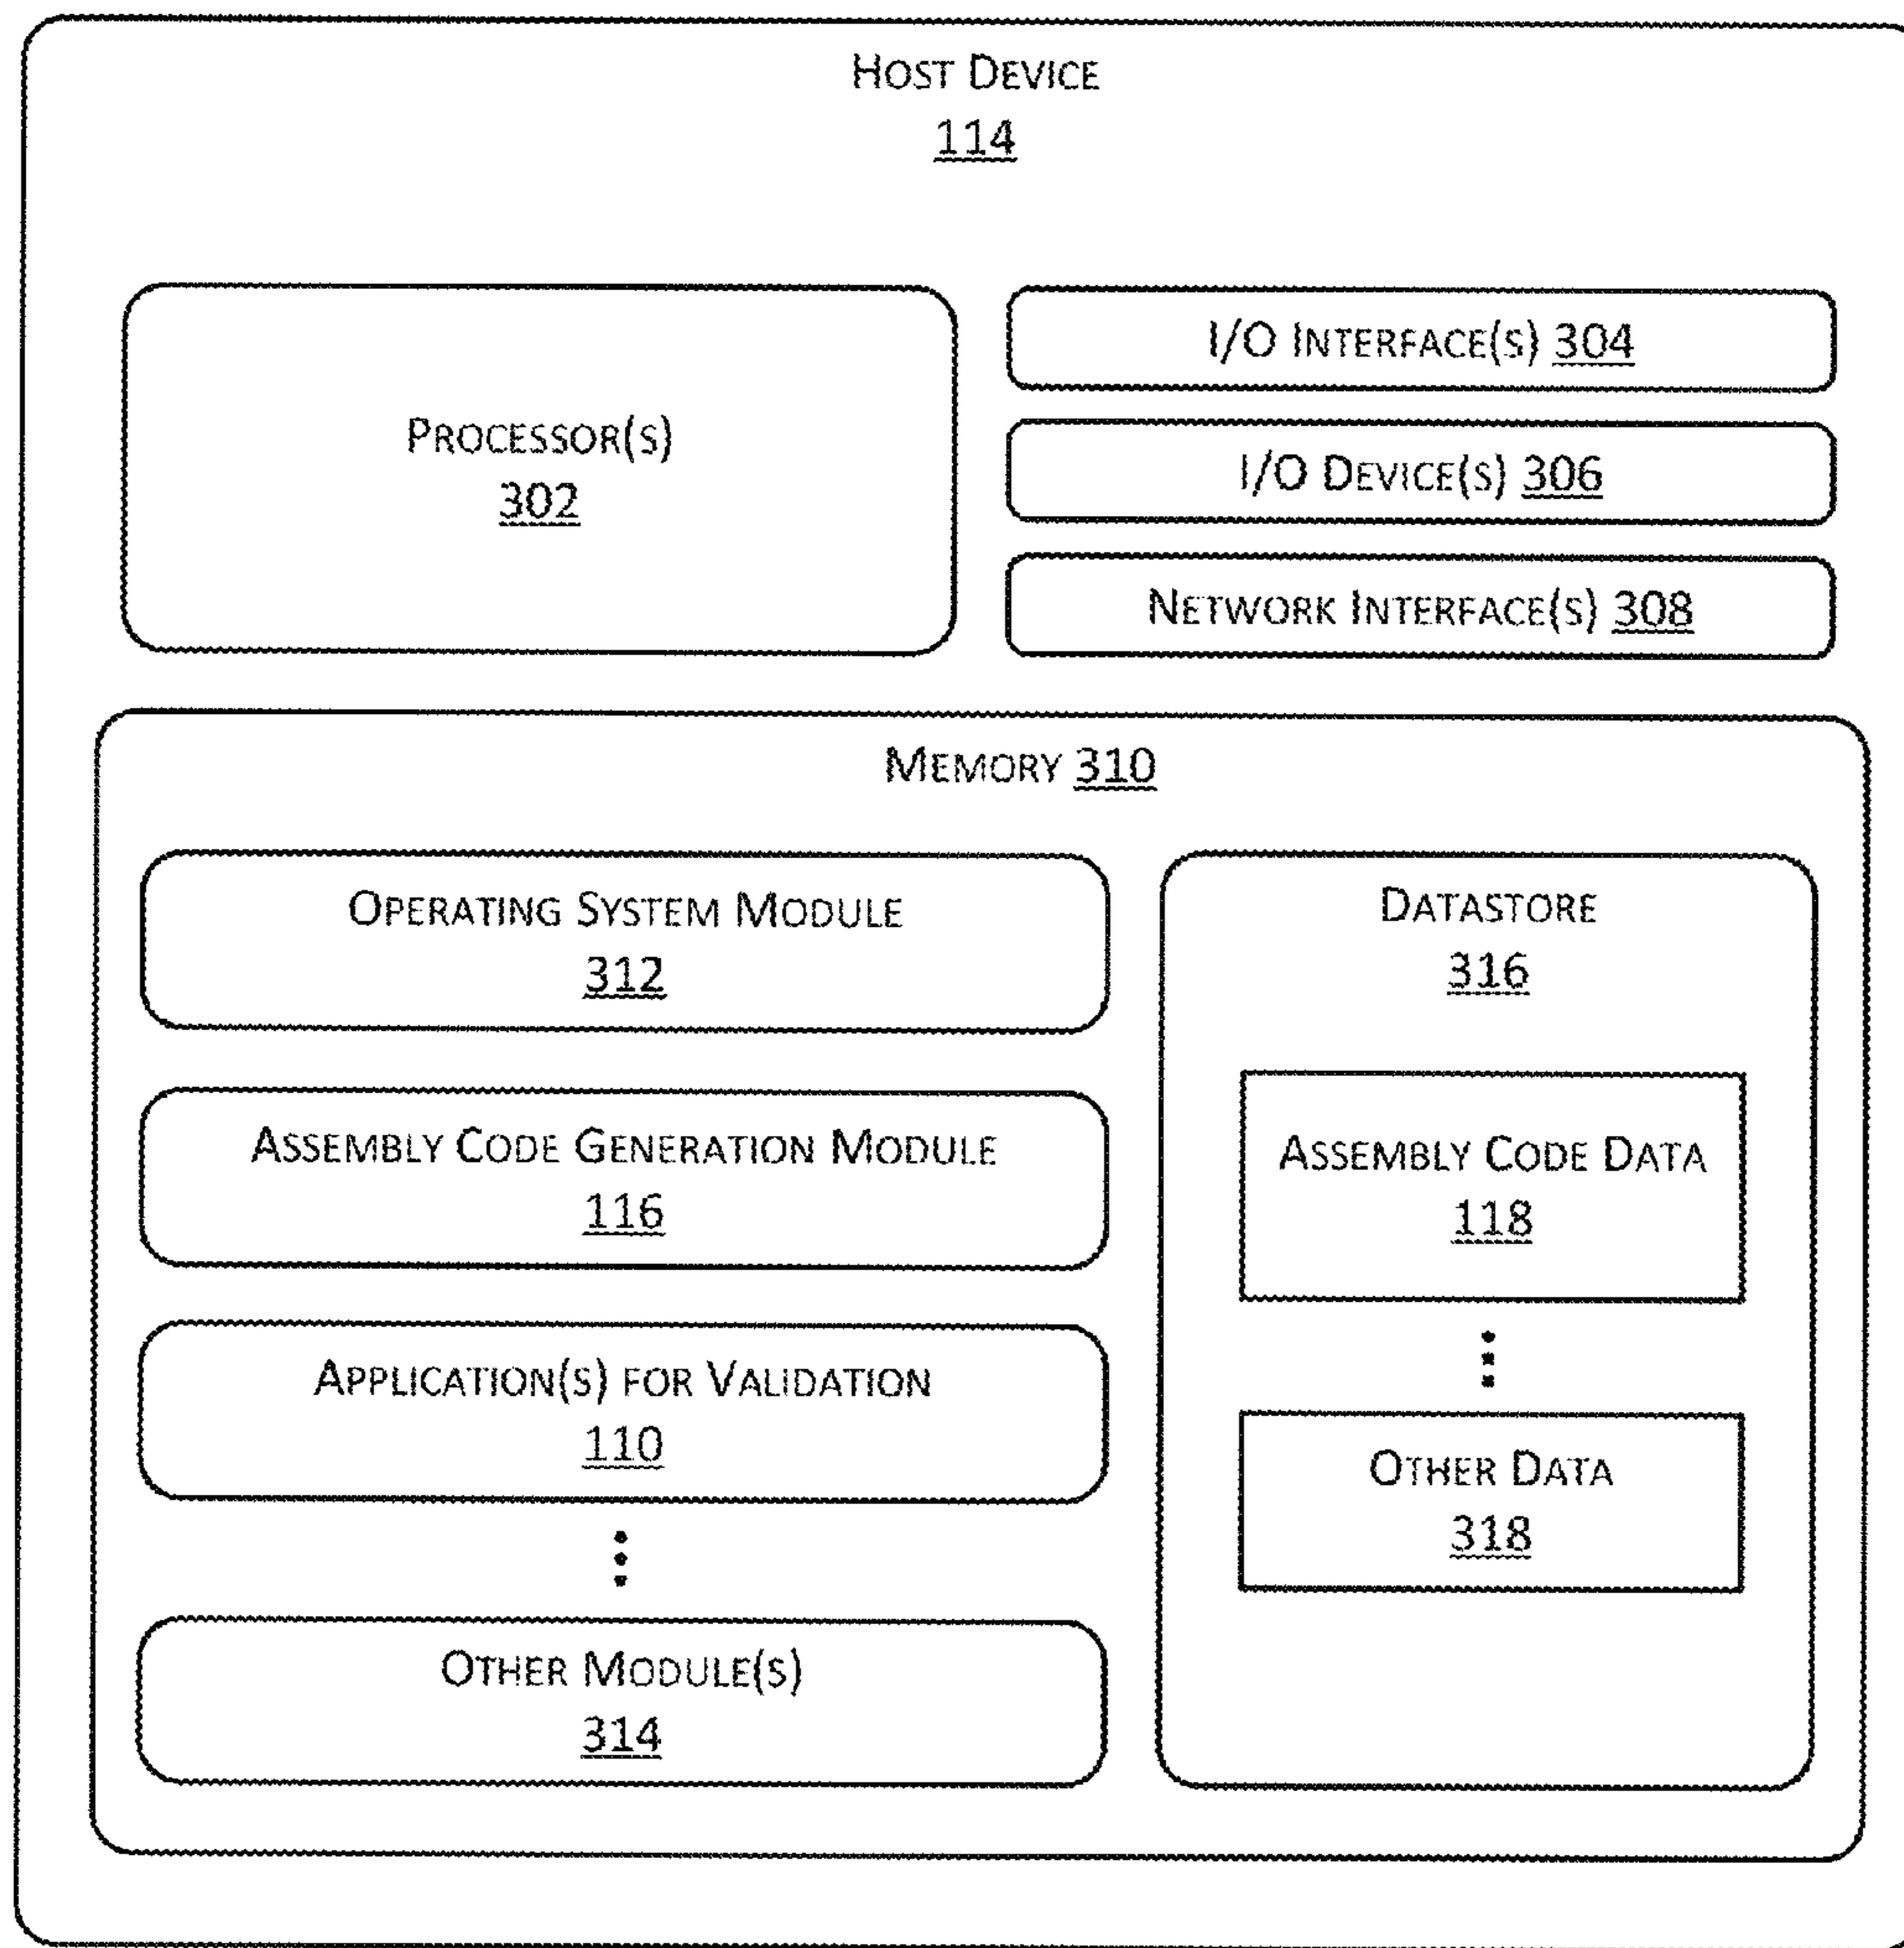 HOST DEVICE
114
PROCESSOR(S)
302
I/O INTERFACE(S) 304
I/O DEVICE(S) 306
NETWORK INTERFACE(S) 308
MEMORY 310
OPERATING SYSTEM MODULE
312
ASSEMBLY CODE GENERATION MODULE
116
APPLICATION(S) FOR VALIDATION
110
OTHER MODULE(S)
314
DATASTORE
316
ASSEMBLY CODE DATA
118
OTHER DATA
318